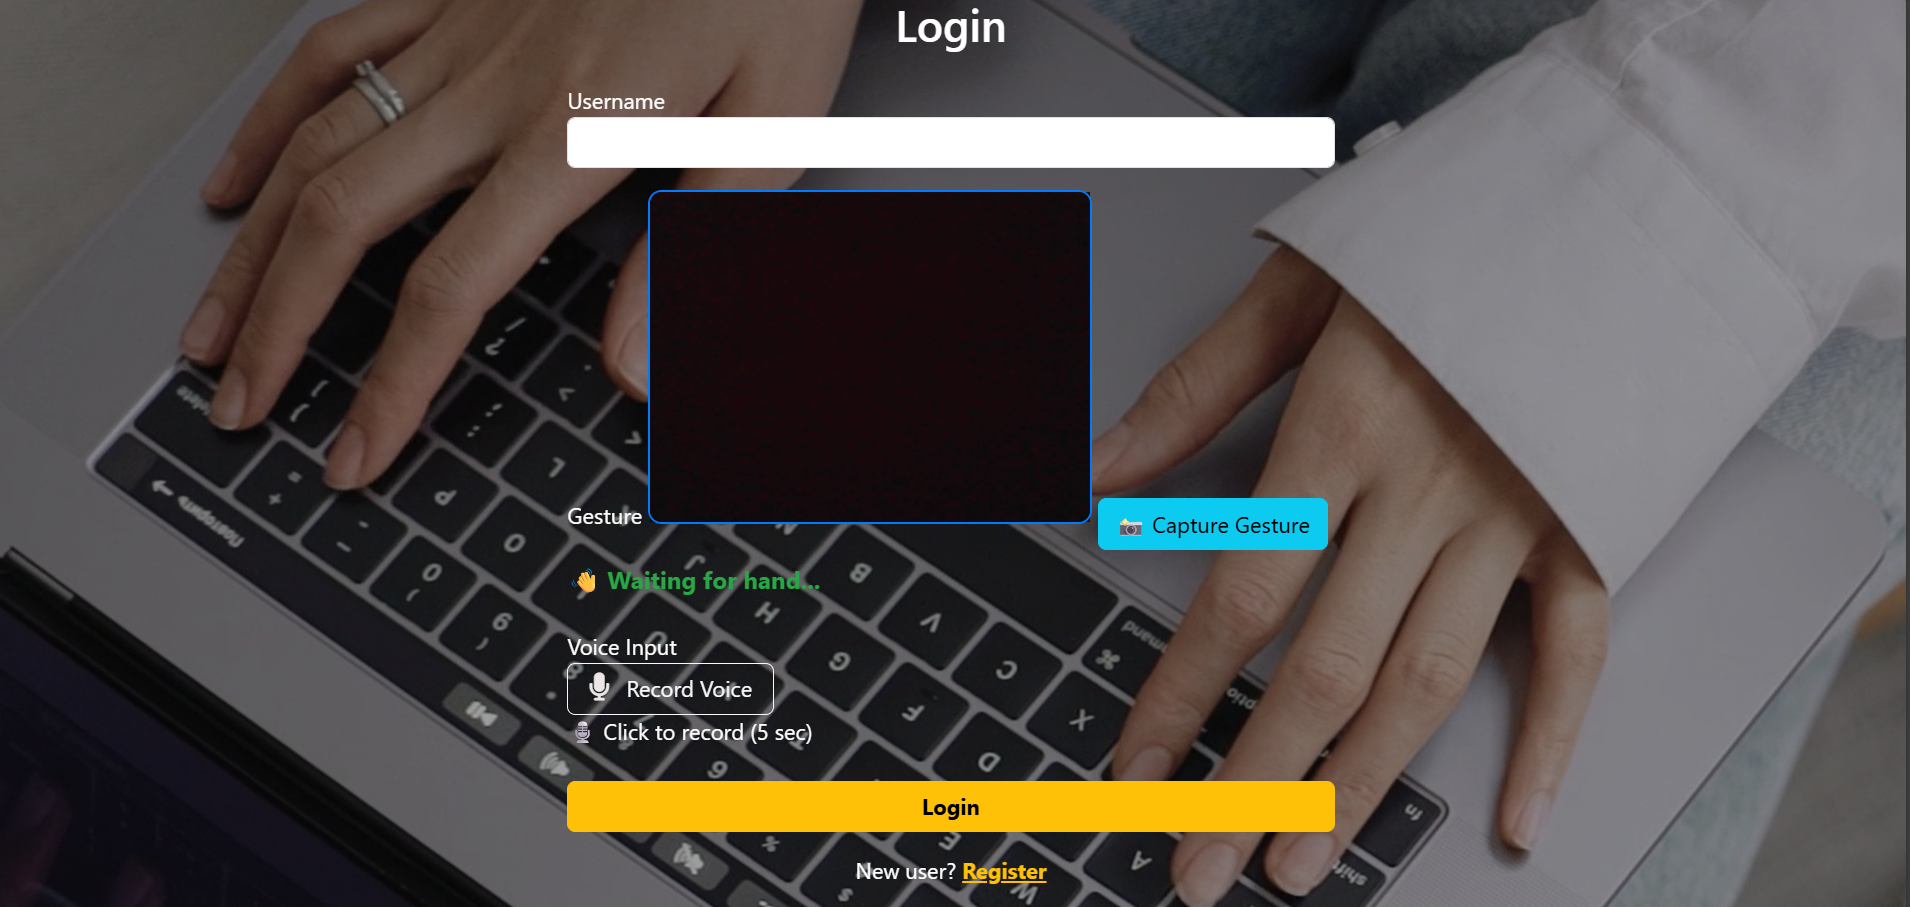 Login
Username
Gesture
📸 Capture Gesture
👋 Waiting for hand...
Voice Input
Record Voice
Click to record (5 sec)
Login
New user? Register